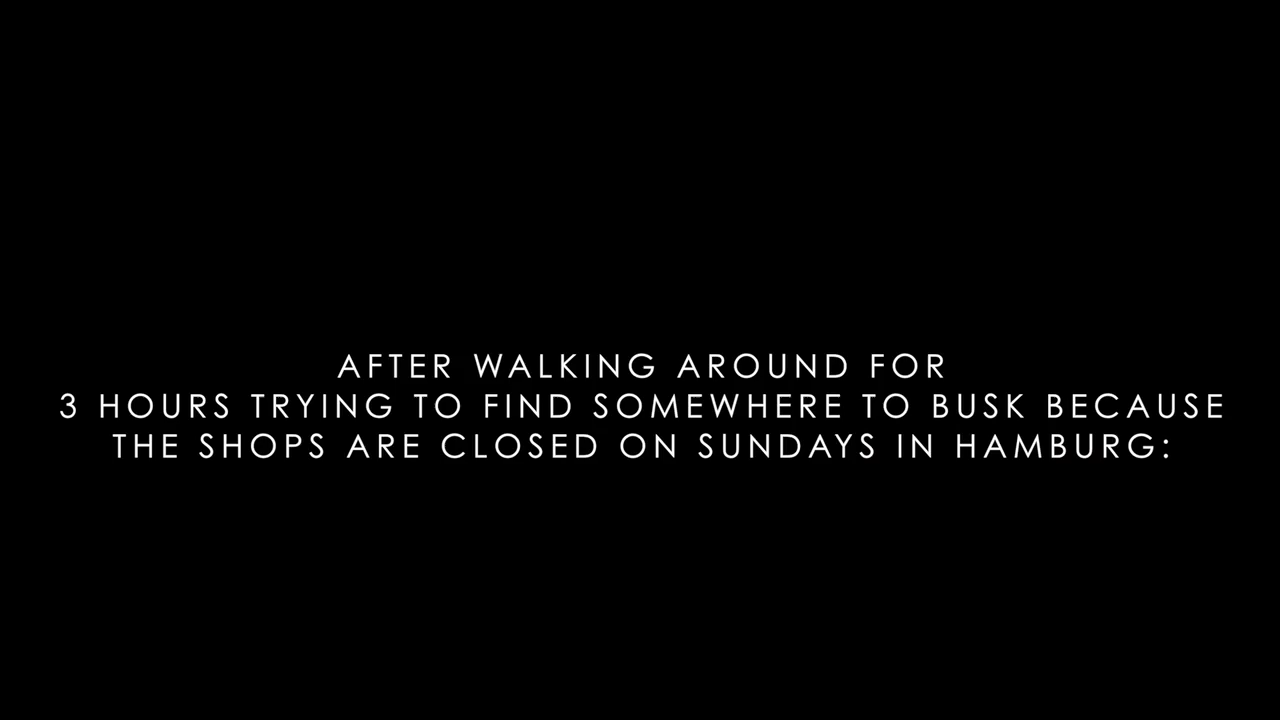 AFTER WALKING AROUND FOR
3 HOURS TRYING TO FIND SOMEWHERE TO BUSK BECAUSE
THE SHOPS ARE CLOSED ON SUNDAYS IN HAMBURG: